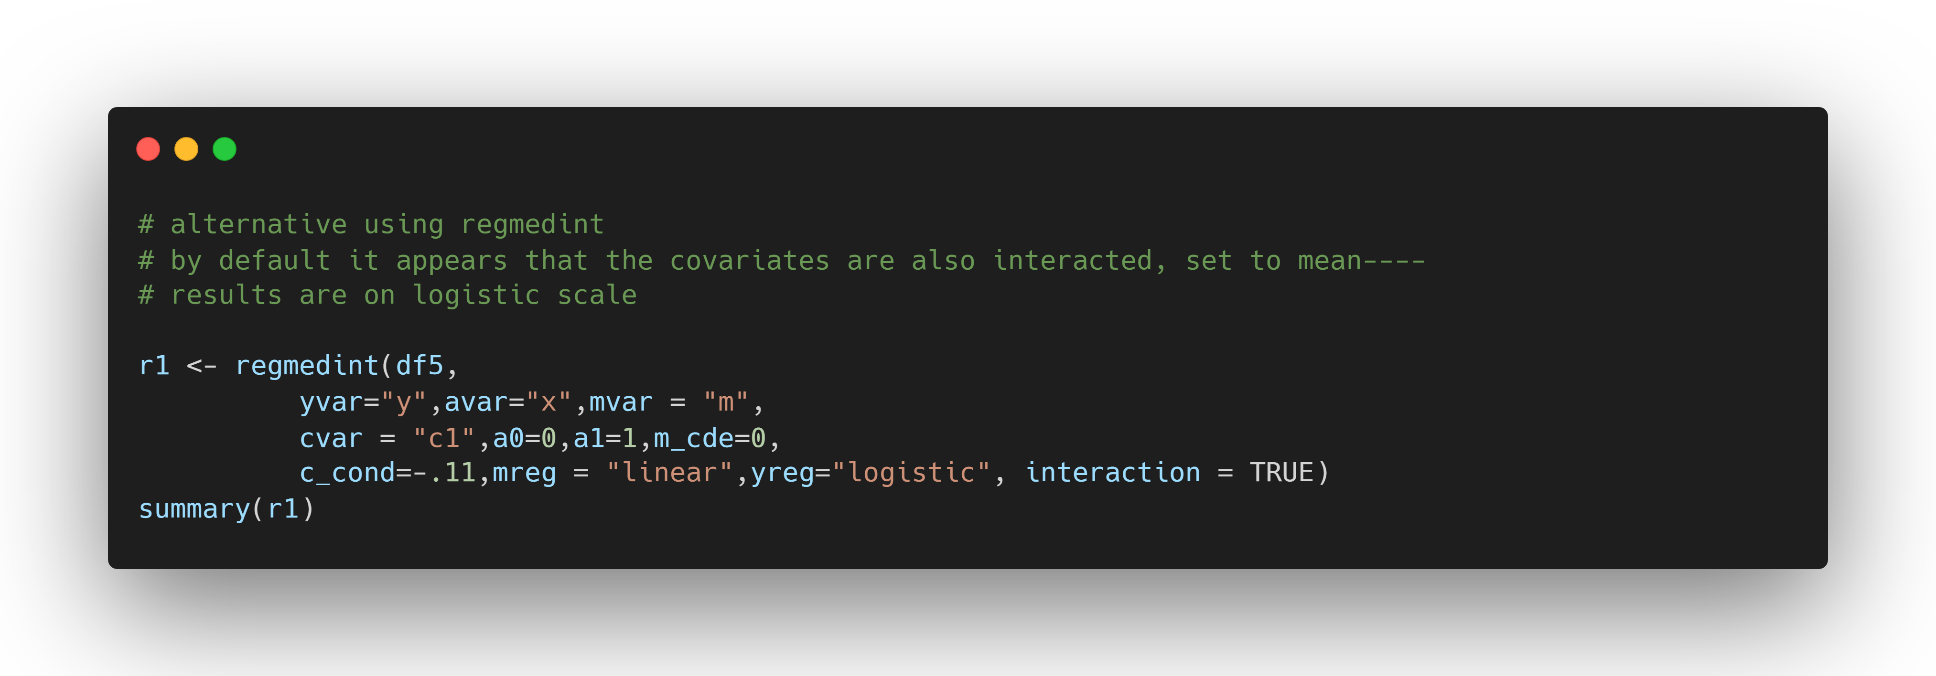 # alternative using regmedint
# by default it appears that the covariates are also interacted, set to mean----
# results are on logistic scale
r1 <- regmedint(df5,
yvar="y",avar="x",mvar = "m",
cvar = "c1",a0=0,a1=1,m_cde=0,
c_cond=-.11,mreg = "linear",yreg="logistic", interaction = TRUE)
summary(r1)